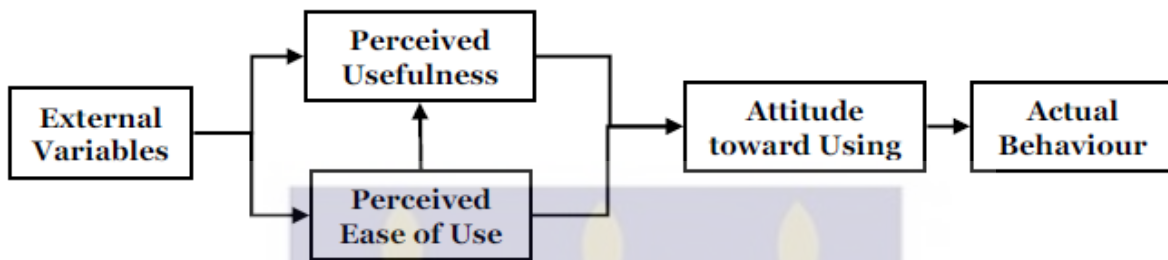 External
Variables
Perceived
Usefulness
Perceived
Ease of Use
Attitude
toward Using
Actual
Behaviour